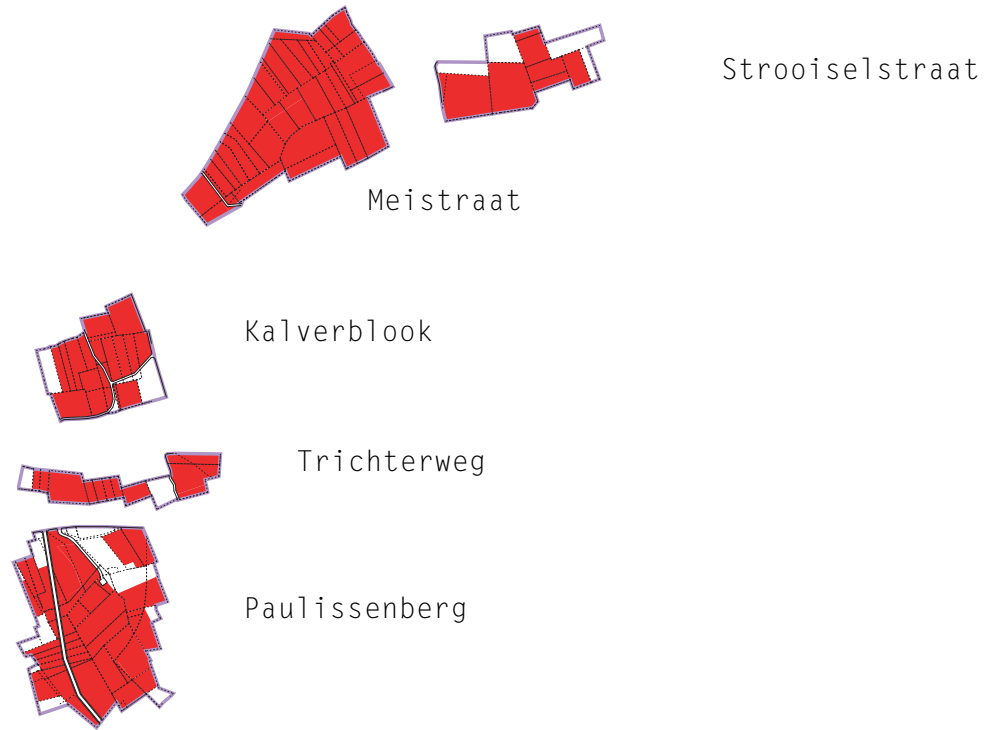 Strooiselstraat
Meistraat
Kalverblook
Trichterweg
Paulissenberg